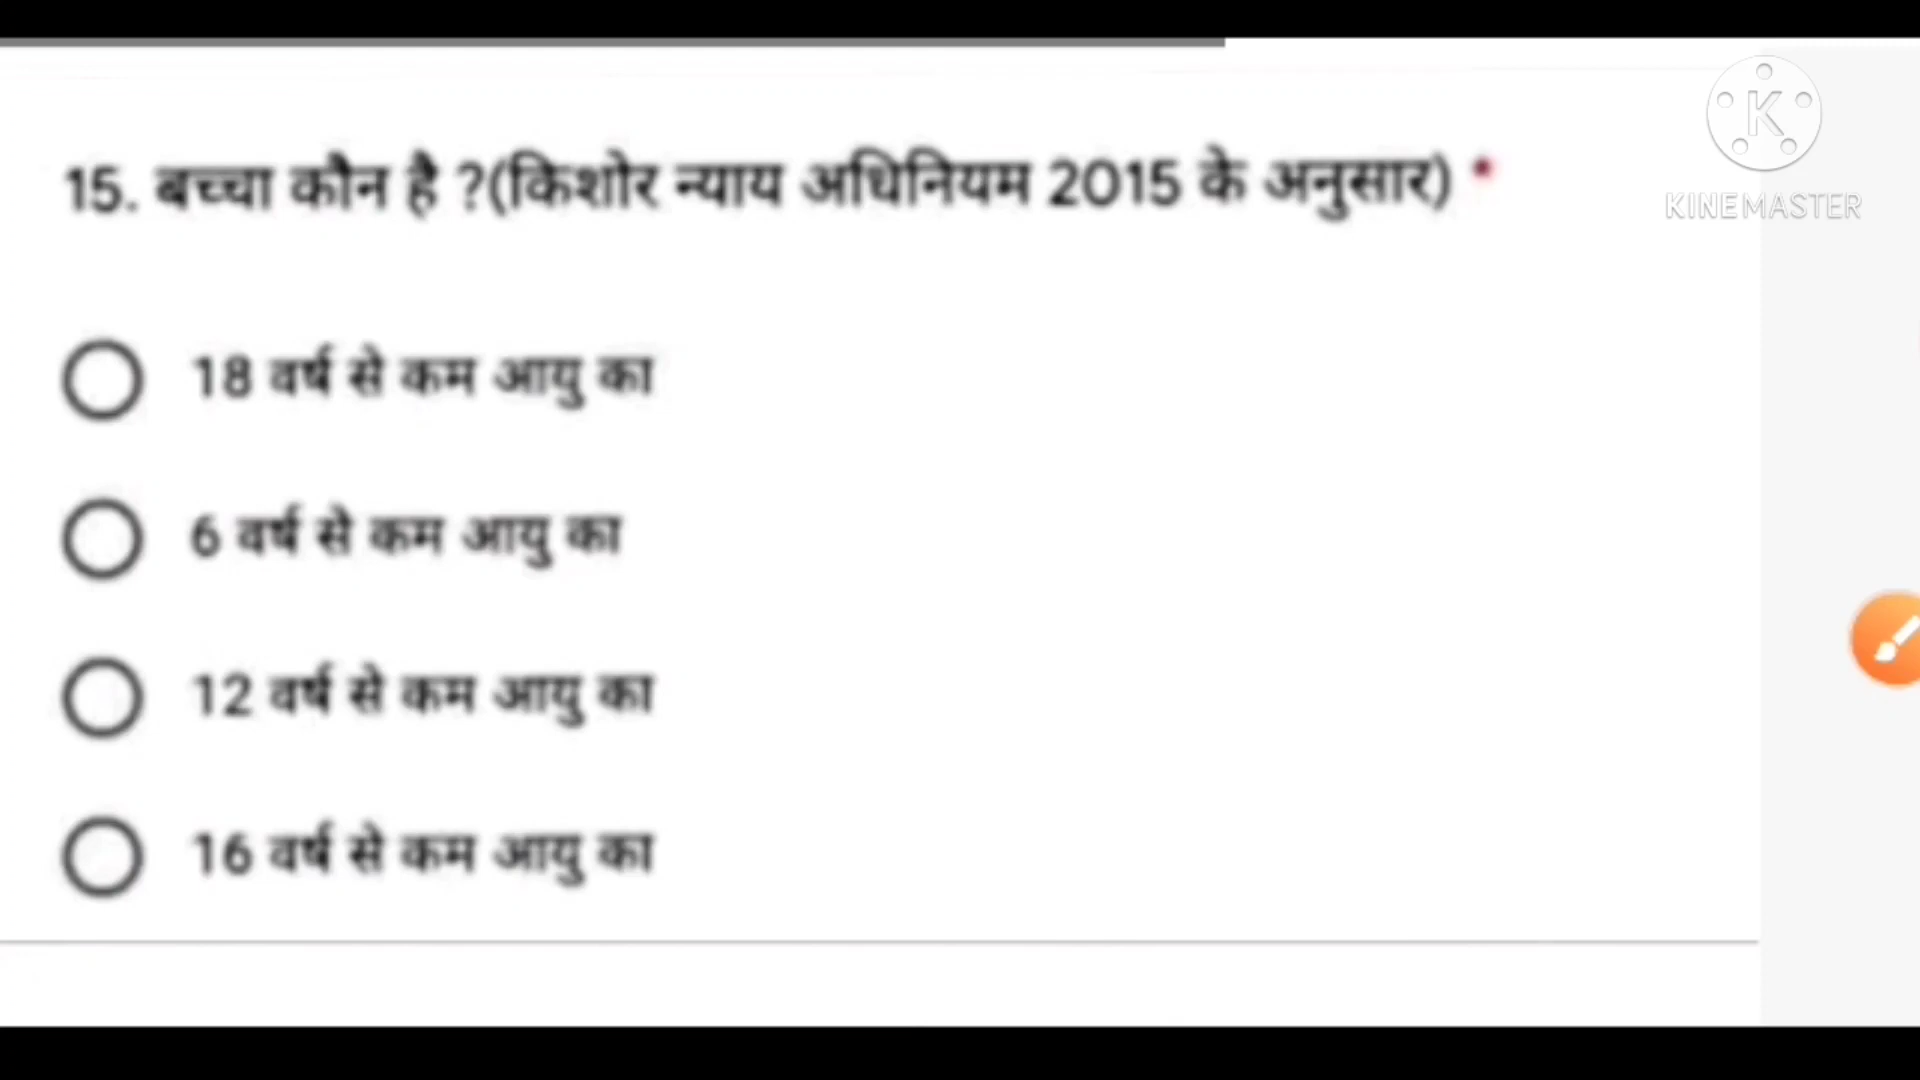 15. बच्चा कौन है ?(किशोर न्याय अधिनियम 2015 के अनुसार) *
18 वर्ष से कम आयु का
6 वर्ष से कम आयु का
12 वर्ष से कम आयु का
16 वर्ष से कम आयु का
K
KINEMASTER